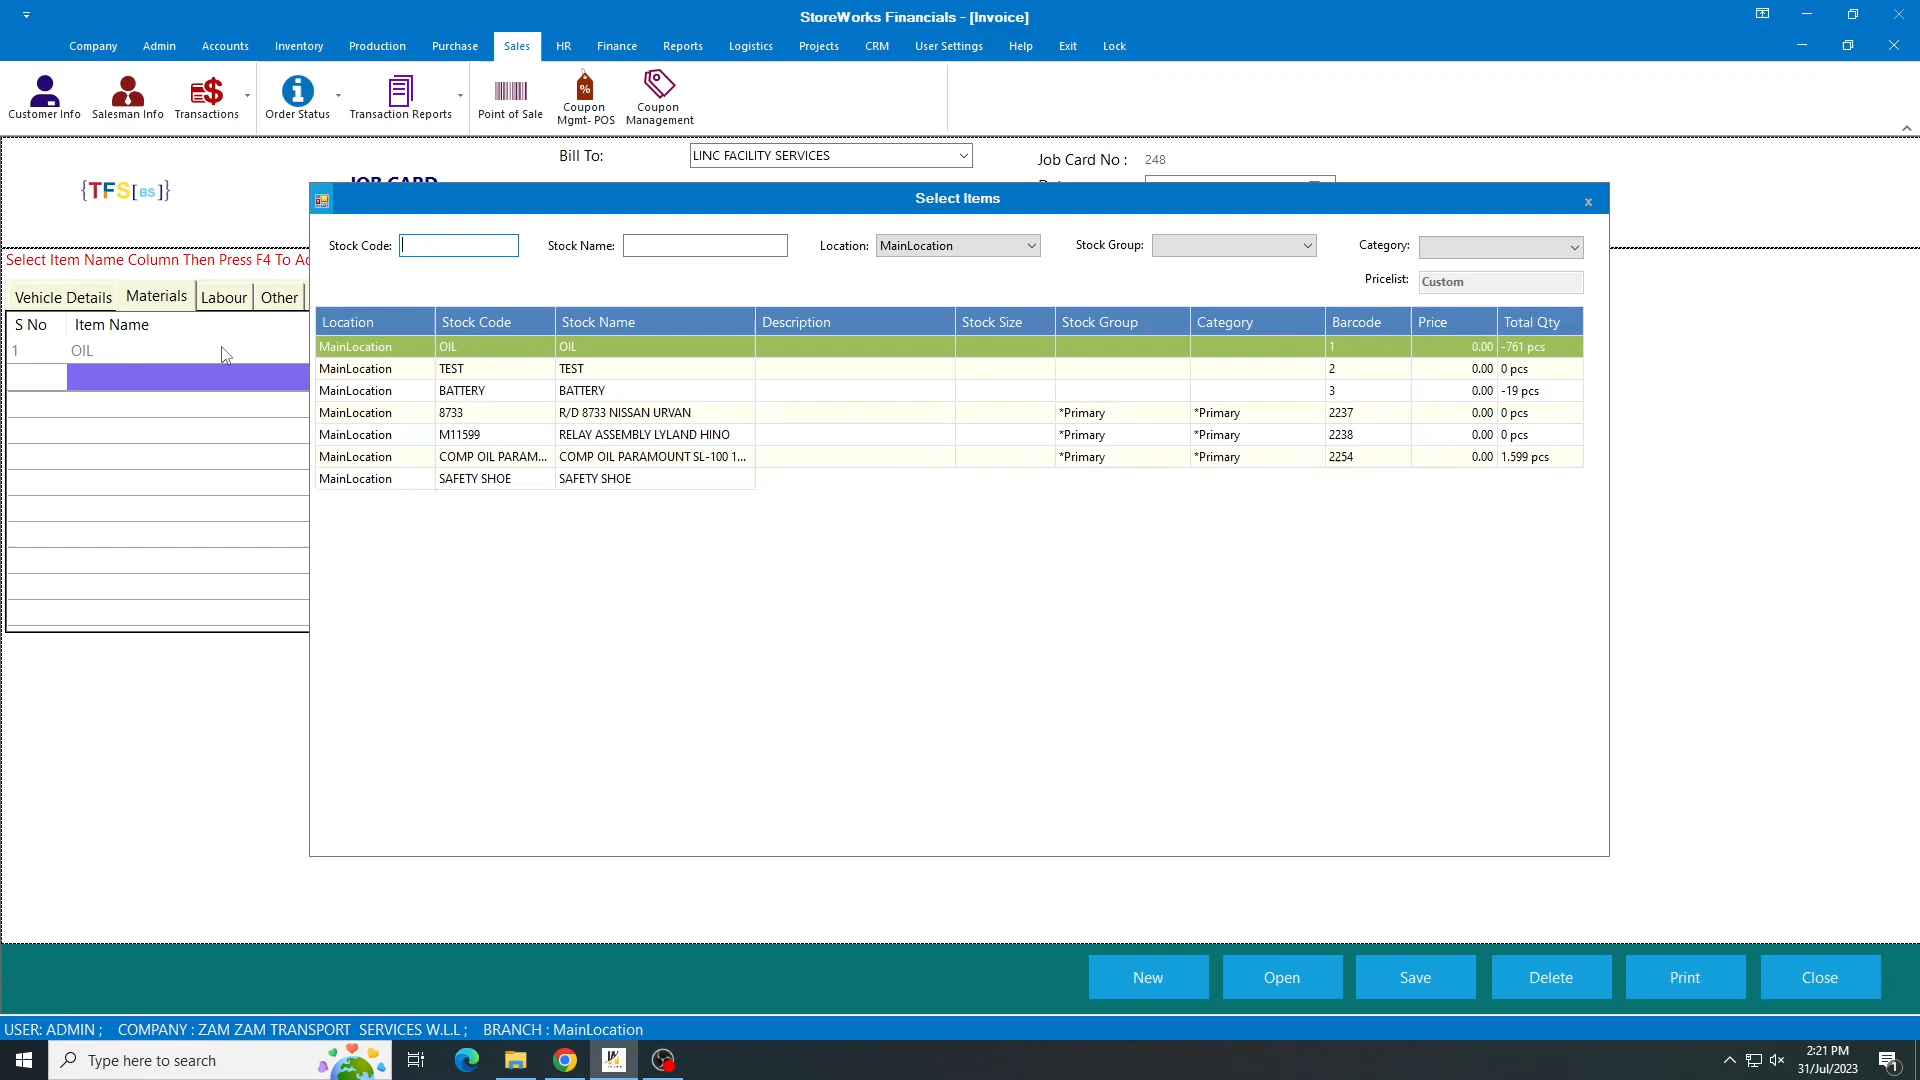 StoreWorks Financials - [Invoice]
Company Admin Accounts Inventory Production Purchase Sales HR Finance Reports Logistics Projects CRM User Settings Help Exit Lock
Customer Info Salesman Info Transactions Order Status Transaction Reports Point of Sale Coupon Mgmt- POS Coupon Management
Bill To: LINC FACILITY SERVICES Job Card No : 248
{TFS[BS]}
JOB CARD
Select Items
Stock Code: Stock Name: Location: MainLocation Stock Group: Category:
Select Item Name Column Then Press F4 To
Pricelist: Custom
Vehicle Details Materials Labour Other
S No Item Name
1 OIL
Location Stock Code Stock Name Description Stock Size Stock Group Category Barcode Price Total Qty
MainLocation OIL OIL 1 0.00 -761 pcs
MainLocation TEST TEST 2 0.00 0 pcs
MainLocation BATTERY BATTERY 3 0.00 -19 pcs
MainLocation 8733 R/D 8733 NISSAN URVAN *Primary *Primary 2237 0.00 0 pcs
MainLocation M11599 RELAY ASSEMBLY LYLAND HINO *Primary *Primary 2238 0.00 0 pcs
MainLocation COMP OIL PARAM... COMP OIL PARAMOUNT SL-100 1... *Primary *Primary 2254 0.00 1.599 pcs
MainLocation SAFETY SHOE SAFETY SHOE
New Open Save Delete Print Close
USER: ADMIN ; COMPANY : ZAM ZAM TRANSPORT SERVICES W.L.L ; BRANCH : MainLocation
Type here to search
2:21 PM
31/Jul/2023
1